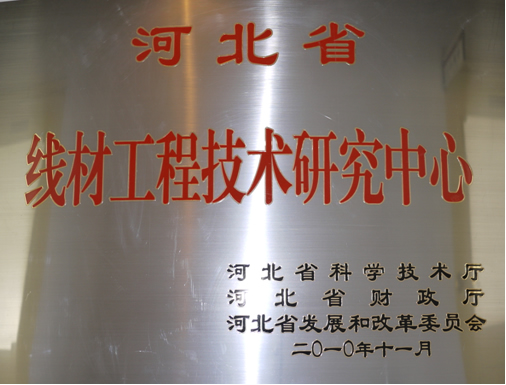 河北省
线材工程技术研究中心
河北省科学技术厅
河北省财政厅
河北省发展和改革委员会
二〇一〇年十一月